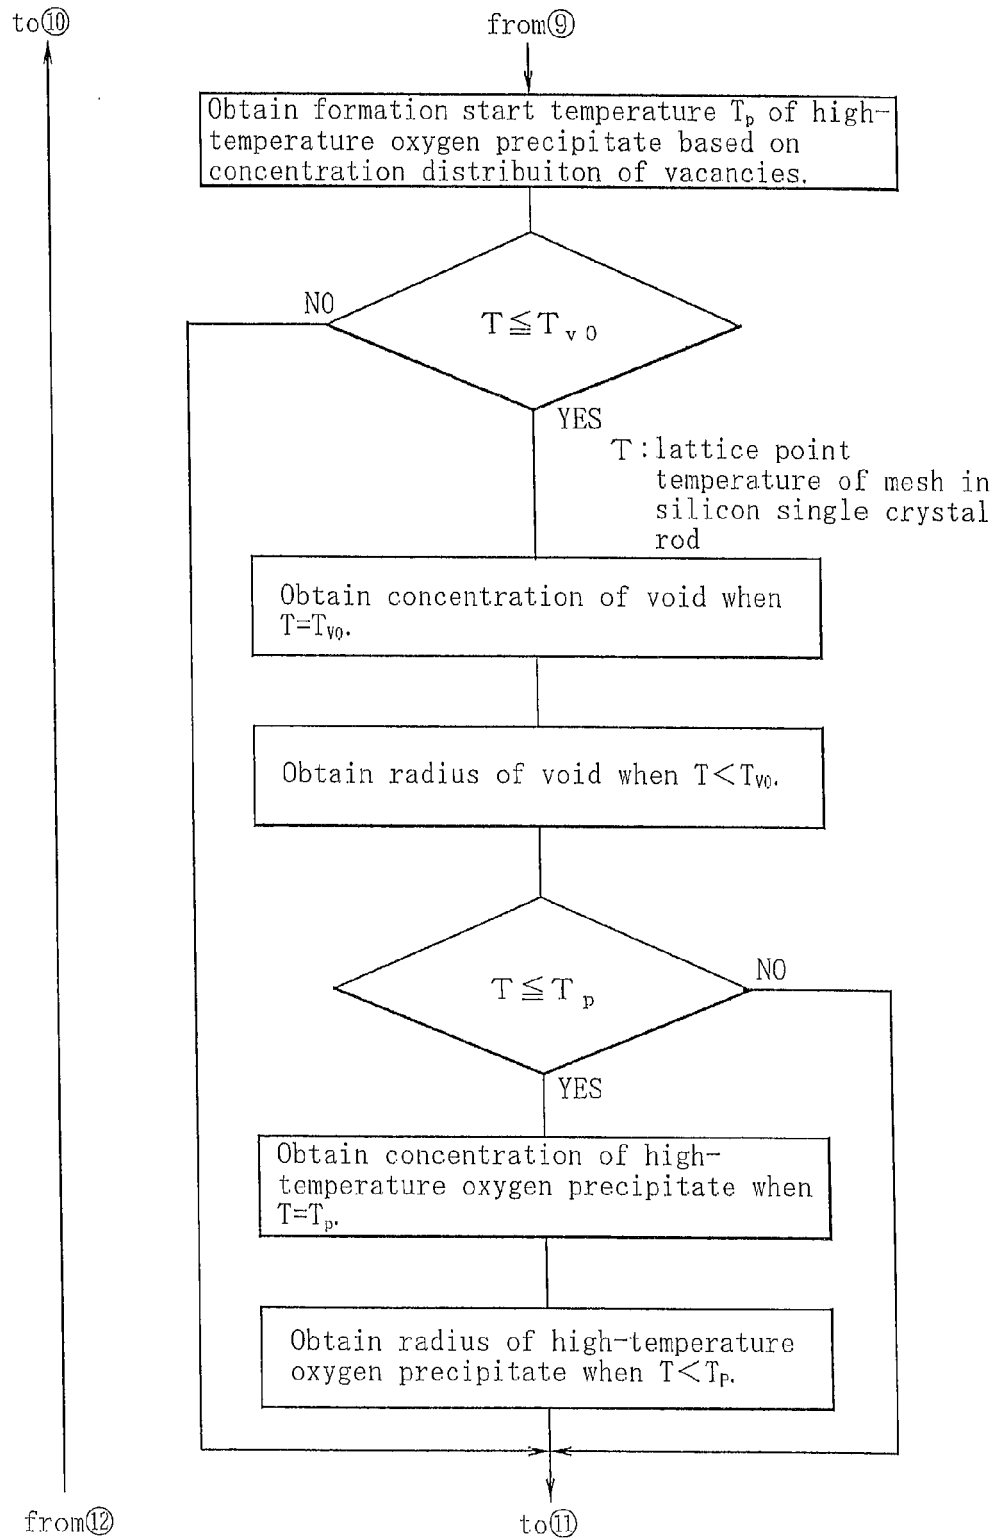 to⑩
from⑨
Obtain formation start temperature Tp of high-
temperature oxygen precipitate based on
concentration distribuiton of vacancies.
NO
T≦Tv0
YES
T:lattice point
temperature of mesh in
silicon single crystal
rod
Obtain concentration of void when
T=Tv0.
Obtain radius of void when T<Tv0.
T≦Tp
NO
YES
Obtain concentration of high-
temperature oxygen precipitate when
T=Tp.
Obtain radius of high-temperature
oxygen precipitate when T<Tp.
from⑫
to⑪